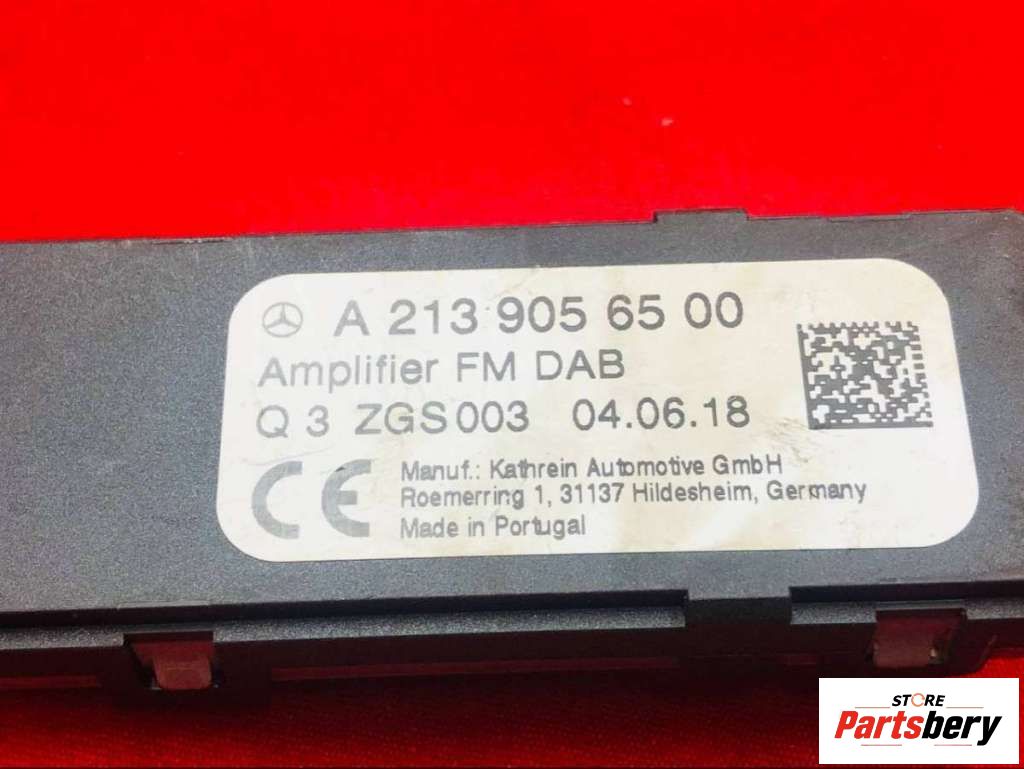 A 213 905 65 00
Amplifier FM DAB
Q 3 ZGS003 04.06.18
CE
Manuf.: Kathrein Automotive GmbH
Roemerring 1, 31137 Hildesheim, Germany
Made in Portugal
STORE
Partsbery